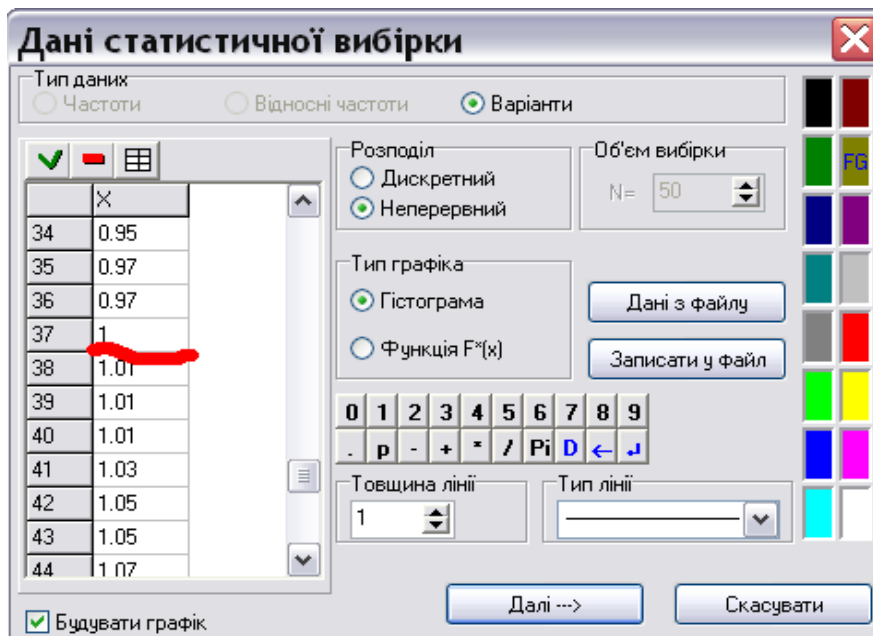 Дані статистичної вибірки
Тип даних
Частоти Відносні частоти Варіанти
X
34 0.95
35 0.97
36 0.97
37 1
38 1.01
39 1.01
40 1.01
41 1.03
42 1.05
43 1.05
44 1.07
Будувати графік
Розподіл
Дискретний
Неперервний
Об'єм вибірки
N= 50
Тип графіка
Гістограма
Функція F*(x)
Дані з файлу
Записати у файл
0 1 2 3 4 5 6 7 8 9
. p - + * / Pi D ← ↲
Товщина лінії
1
Тип лінії
Далі --->
Скасувати
FG